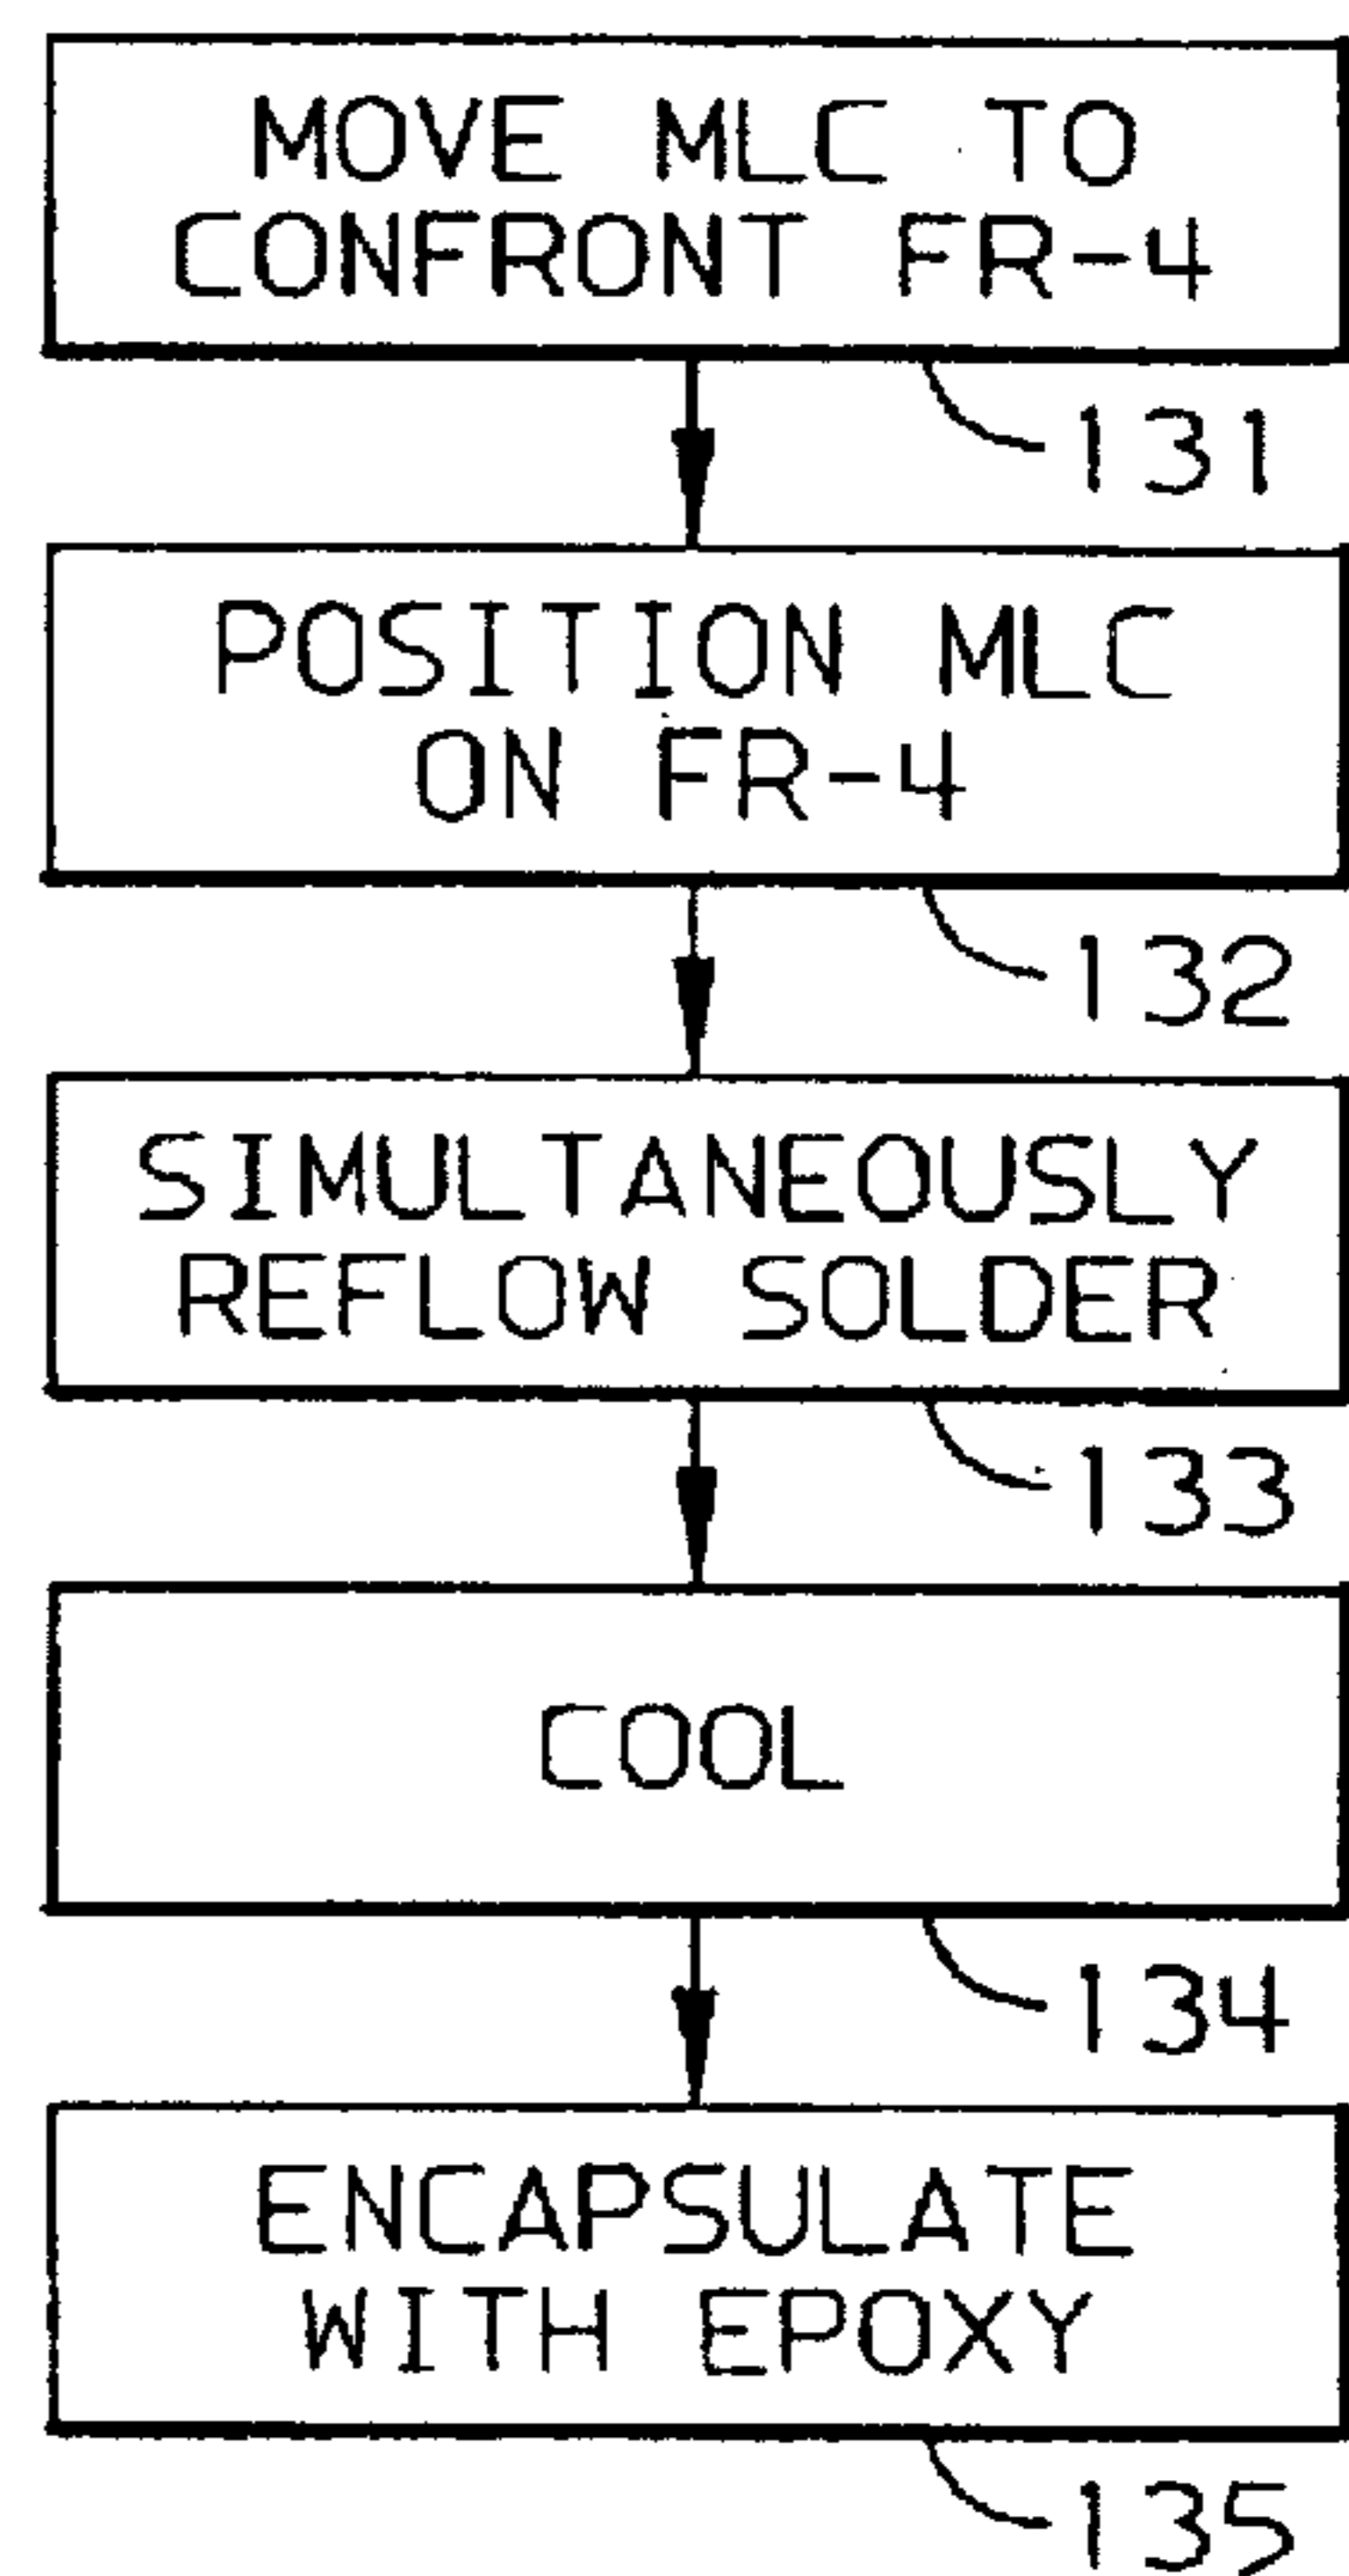 MOVE MLC TO
CONFRONT FR-4
131
POSITION MLC
ON FR-4
132
SIMULTANEOUSLY
REFLOW SOLDER
133
COOL
134
ENCAPSULATE
WITH EPOXY
135